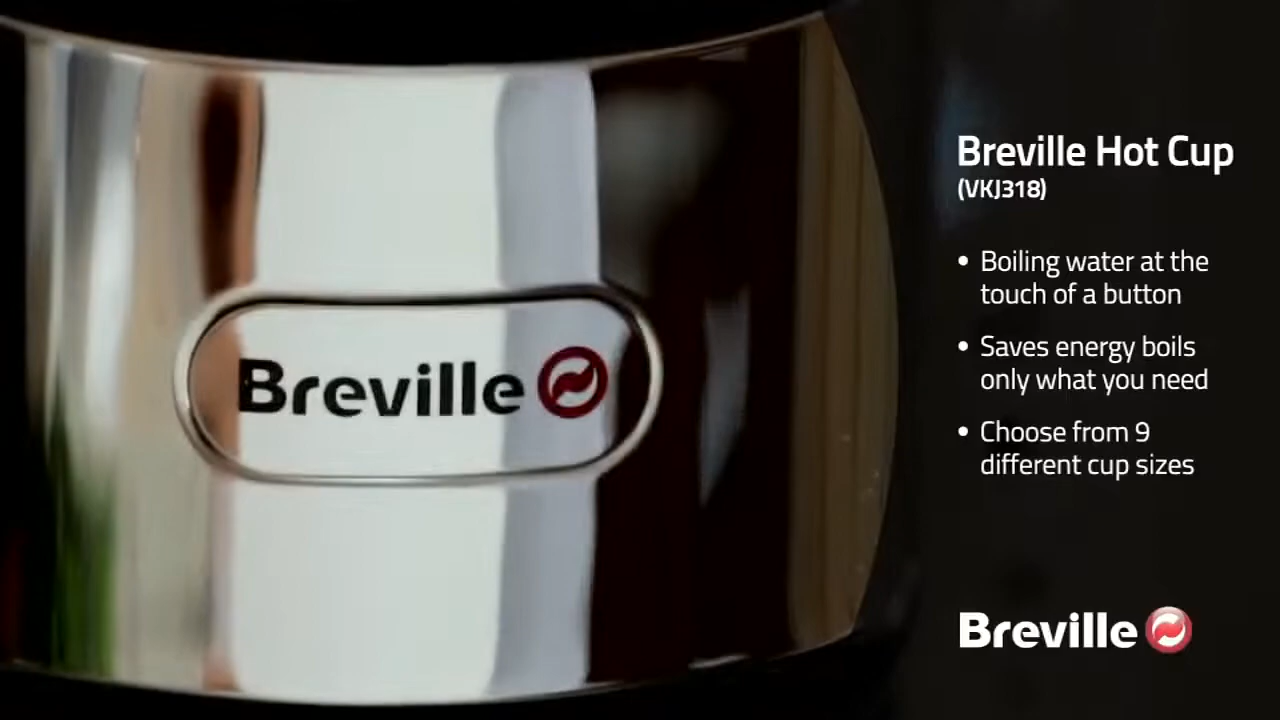 Breville
Breville Hot Cup
(VKJ318)
• Boiling water at the
touch of a button
• Saves energy boils
only what you need
• Choose from 9
different cup sizes
Breville